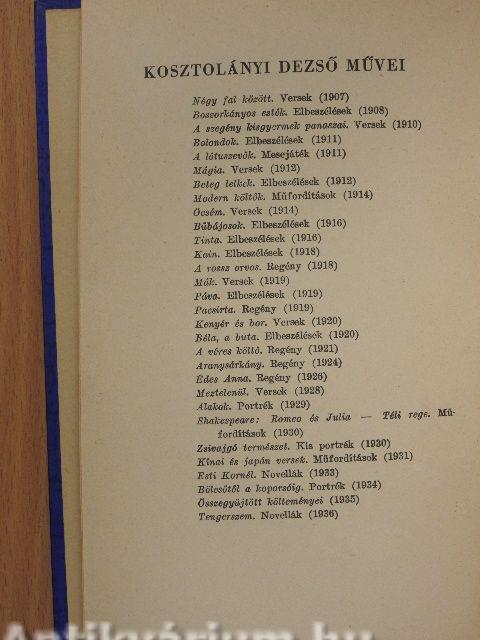 KOSZTOLÁNYI DEZSŐ MŰVEI
Négy fal között. Versek (1907)
Boszorkányos esték. Elbeszélések (1908)
A szegény kisgyermek panaszai. Versek (1910)
Bolondok. Elbeszélések (1911)
A lótuszevők. Mesejáték (1911)
Mágia. Versek (1912)
Beteg lelkek. Elbeszélések (1912)
Modern költők. Műfordítások (1914)
Öcsém. Versek (1914)
Bűbájosok. Elbeszélések (1916)
Tinta. Elbeszélések (1916)
Kain. Elbeszélések (1918)
A rossz orvos. Regény (1918)
Mák. Versek (1919)
Páva. Elbeszélések (1919)
Pacsirta. Regény (1919)
Kenyér és bor. Versek (1920)
Béla, a buta. Elbeszélések (1920)
A véres költő. Regény (1921)
Aranysárkány. Regény (1924)
Édes Anna. Regény (1926)
Meztelenül. Versek (1928)
Alakok. Portrék (1929)
Shakespeare: Romeo és Julia — Téli rege. Mű-
fordítások (1930)
Zsivajgó természet. Kis portrék (1930)
Kinai és japán versek. Műfordítások (1931)
Esti Kornél. Novellák (1933)
Bölcsőtől a koporsóig. Portrék (1934)
Összegyüjtött költeményei (1935)
Tengerszem. Novellák (1936)
Antikvárium.hu